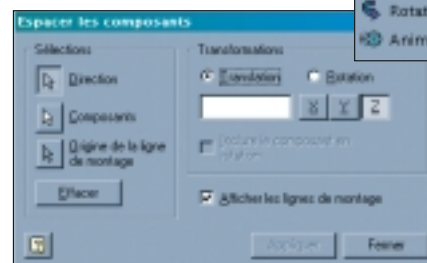 Rotat
Anim
Espacer les composants
Sélections
Transformations
Direction
Translation
Rotation
X Y Z
Composants
Origine de la ligne
de montage
Inclure le composant en
rotation
Effacer
Afficher les lignes de montage
Appliquer
Fermer